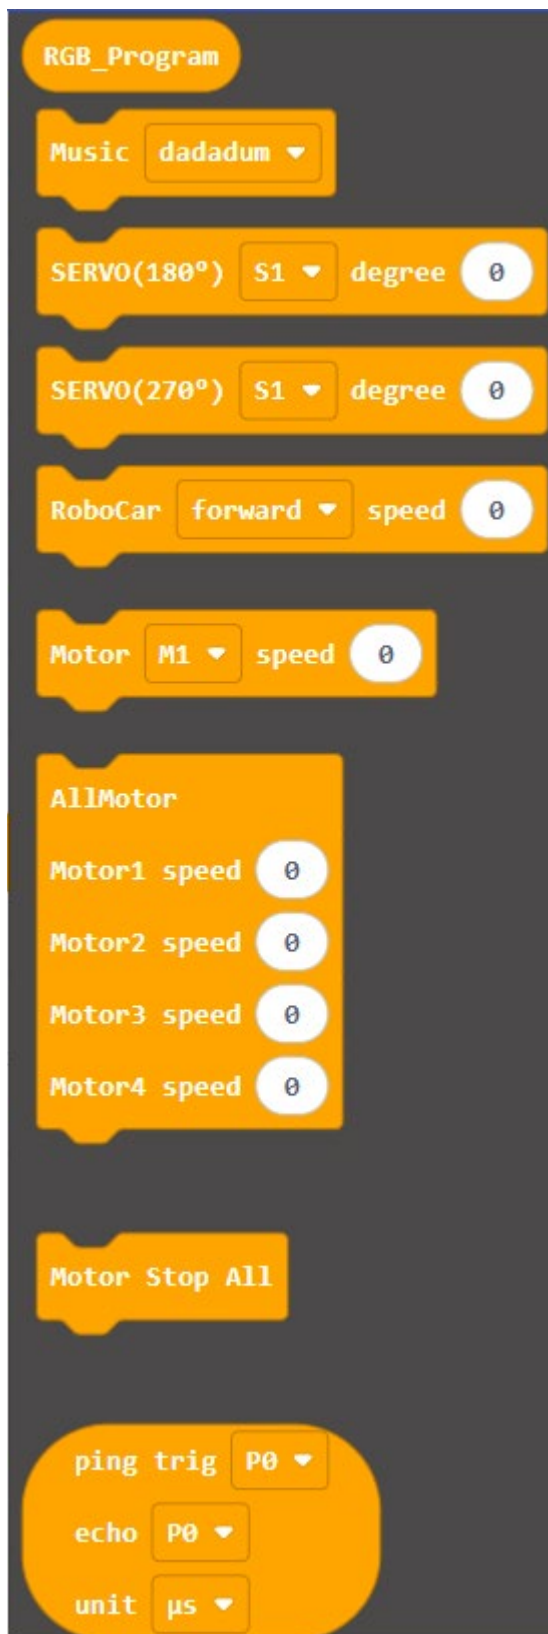 RGB_Program
Music dadadum
SERVO(180°) S1 degree 0
SERVO(270°) S1 degree 0
RoboCar forward speed 0
Motor M1 speed 0
AllMotor
Motor1 speed 0
Motor2 speed 0
Motor3 speed 0
Motor4 speed 0
Motor Stop All
ping trig P0
echo P0
unit μs